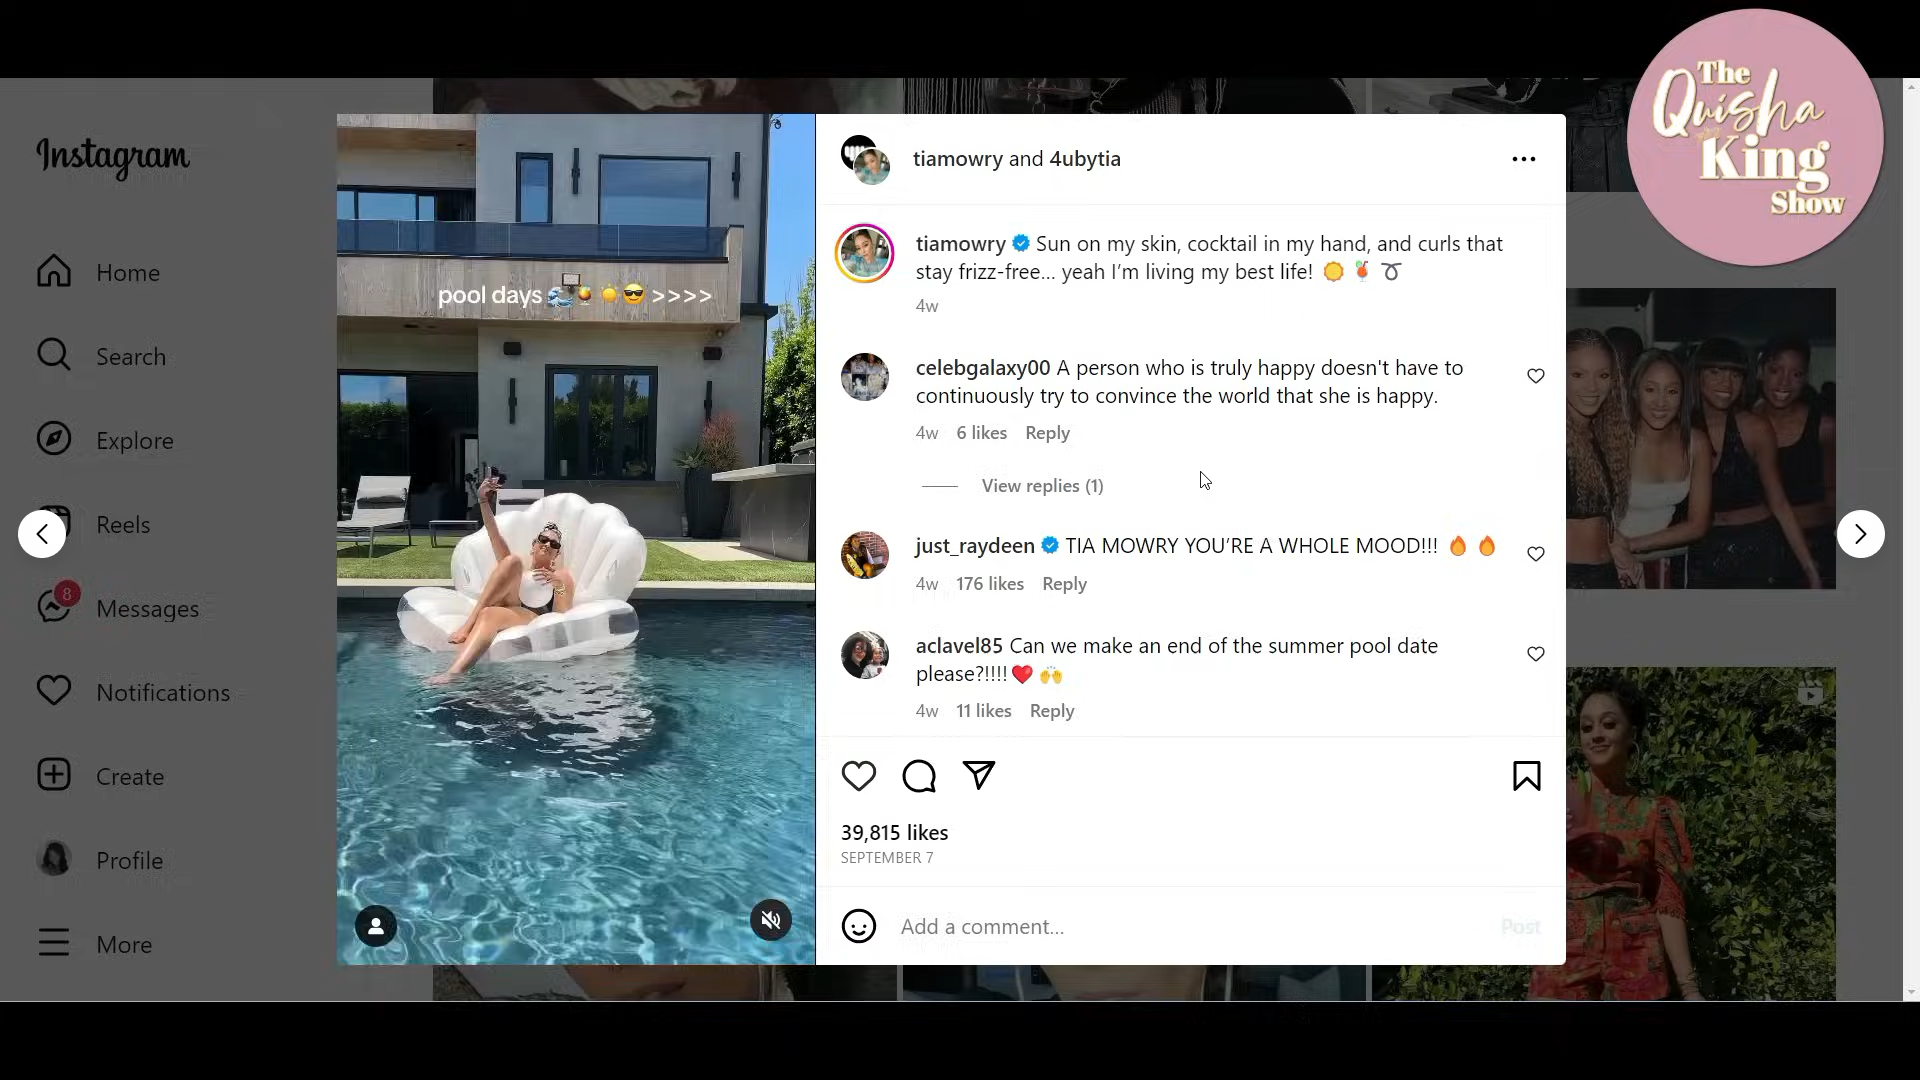 The
Quisha
King
Show
Instagram
Home
Search
Explore
Reels
8
Messages
Notifications
Create
Profile
More
pool days 🌊🍹☀️😎 >>>>
tiamowry and 4ubytia
tiamowry Sun on my skin, cocktail in my hand, and curls that
stay frizz-free... yeah I'm living my best life! ☀️ 🍹 ➰
4w
celebgalaxy00 A person who is truly happy doesn't have to
continuously try to convince the world that she is happy.
4w 6 likes Reply
View replies (1)
just_raydeen TIA MOWRY YOU'RE A WHOLE MOOD!!! 🔥 🔥
4w 176 likes Reply
aclavel85 Can we make an end of the summer pool date
please?!!!!❤️ 🙌
4w 11 likes Reply
39,815 likes
SEPTEMBER 7
Add a comment...
Post